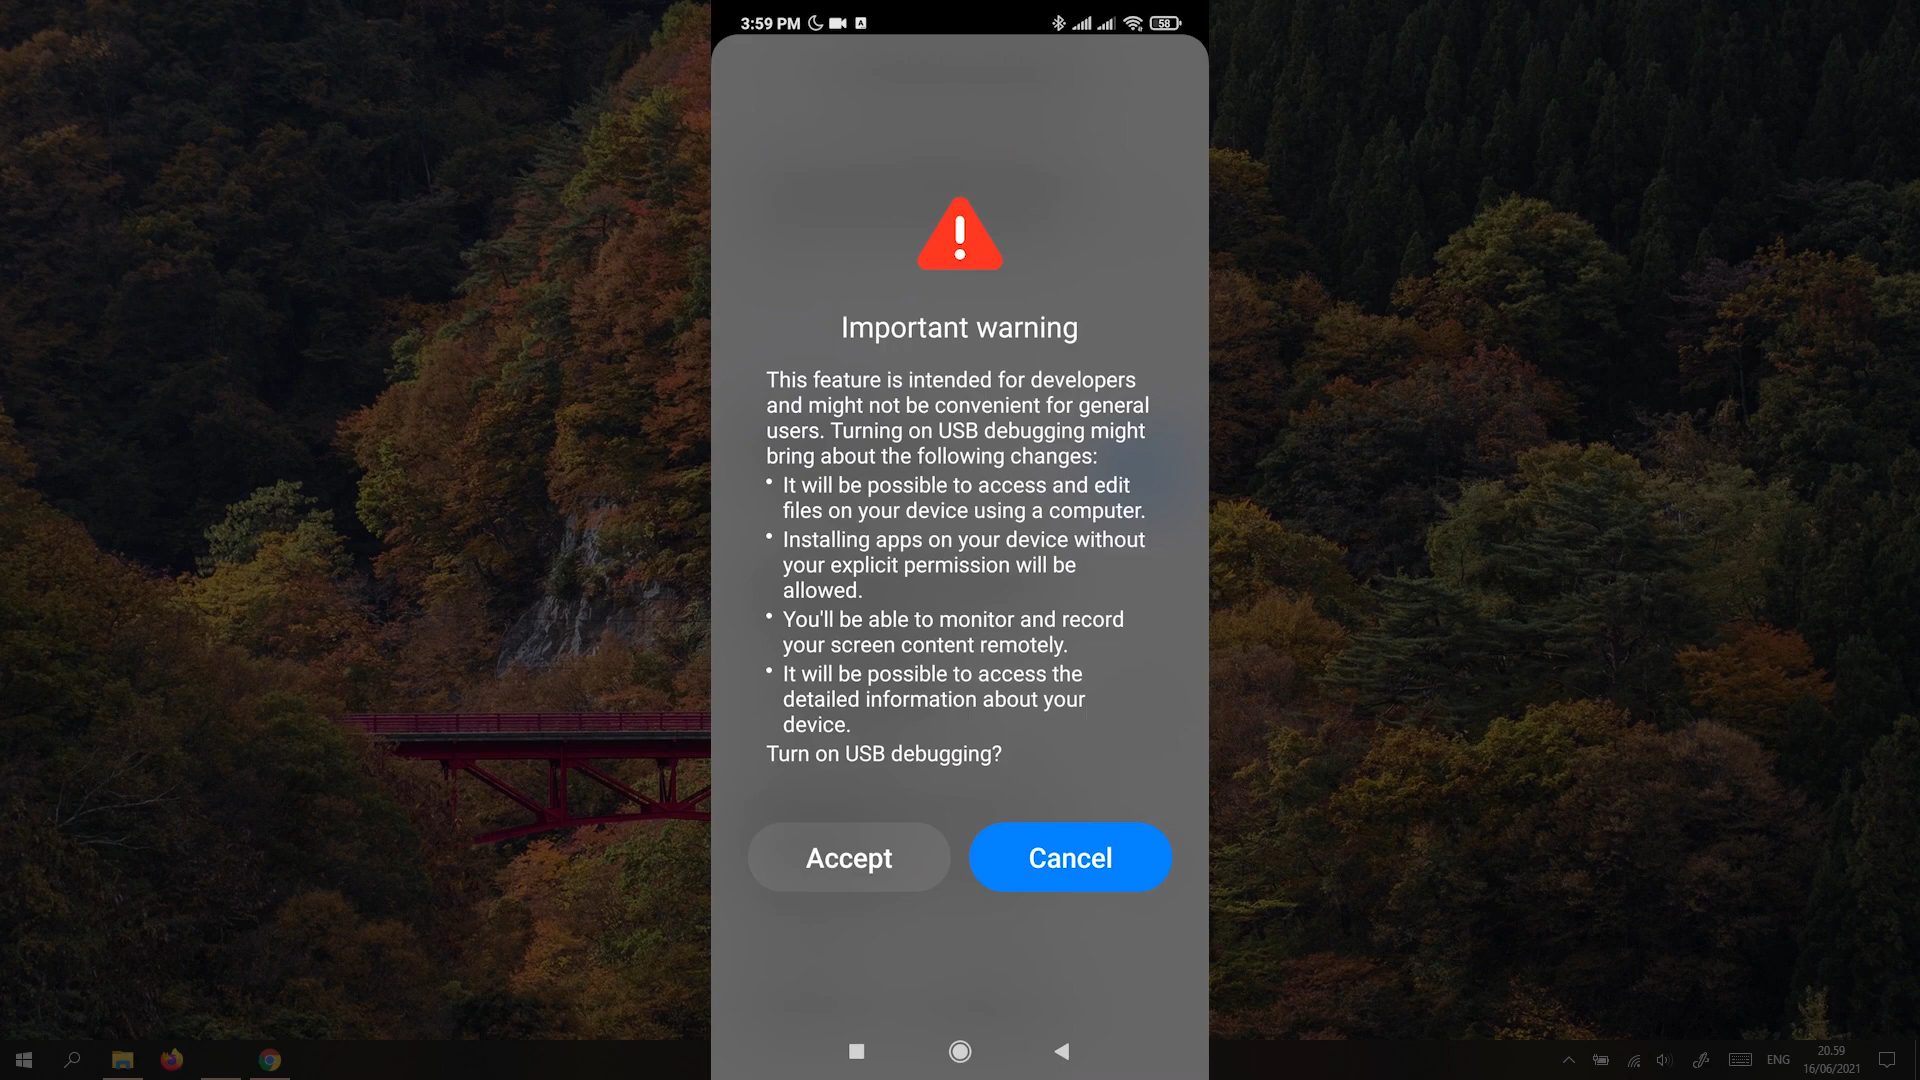 3:59 PM
58
Important warning
This feature is intended for developers
and might not be convenient for general
users. Turning on USB debugging might
bring about the following changes:
• It will be possible to access and edit
files on your device using a computer.
• Installing apps on your device without
your explicit permission will be
allowed.
• You'll be able to monitor and record
your screen content remotely.
• It will be possible to access the
detailed information about your
device.
Turn on USB debugging?
Accept
Cancel
ENG
20.59
16/06/2021